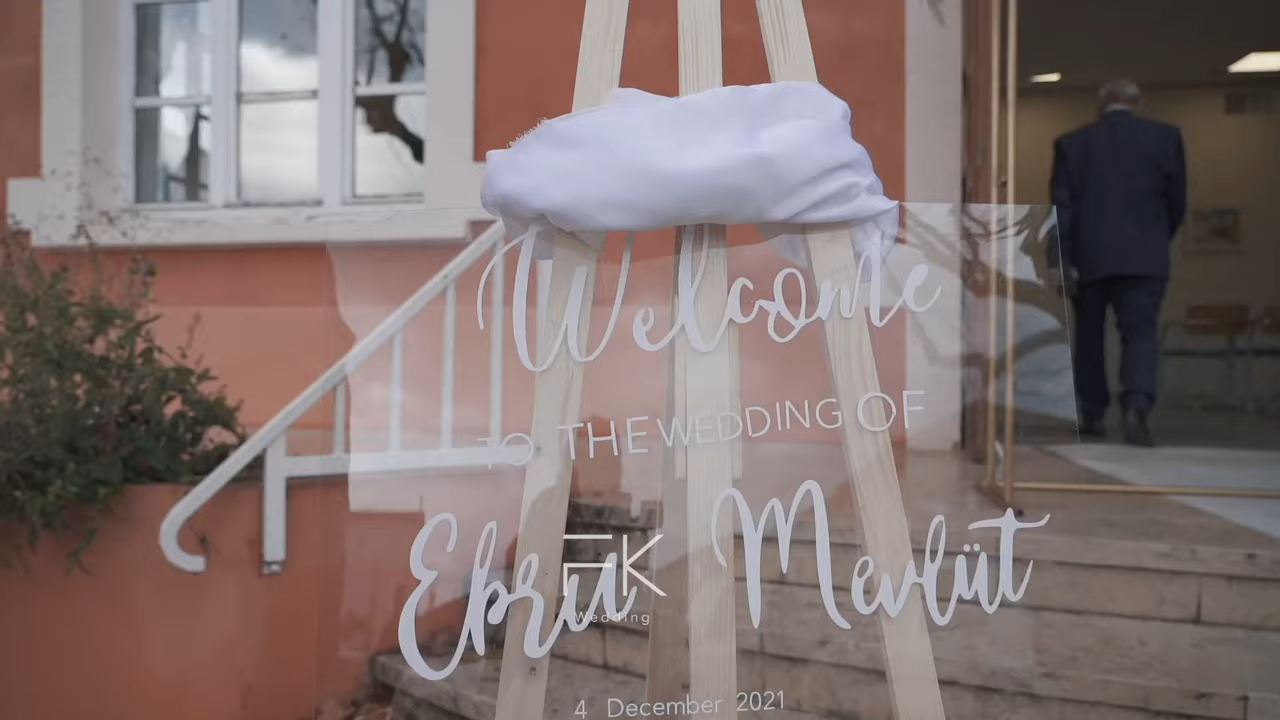 Welcome
TO THE WEDDING OF
Ebru Mevlüt
EK
Wedding
4 December 2021